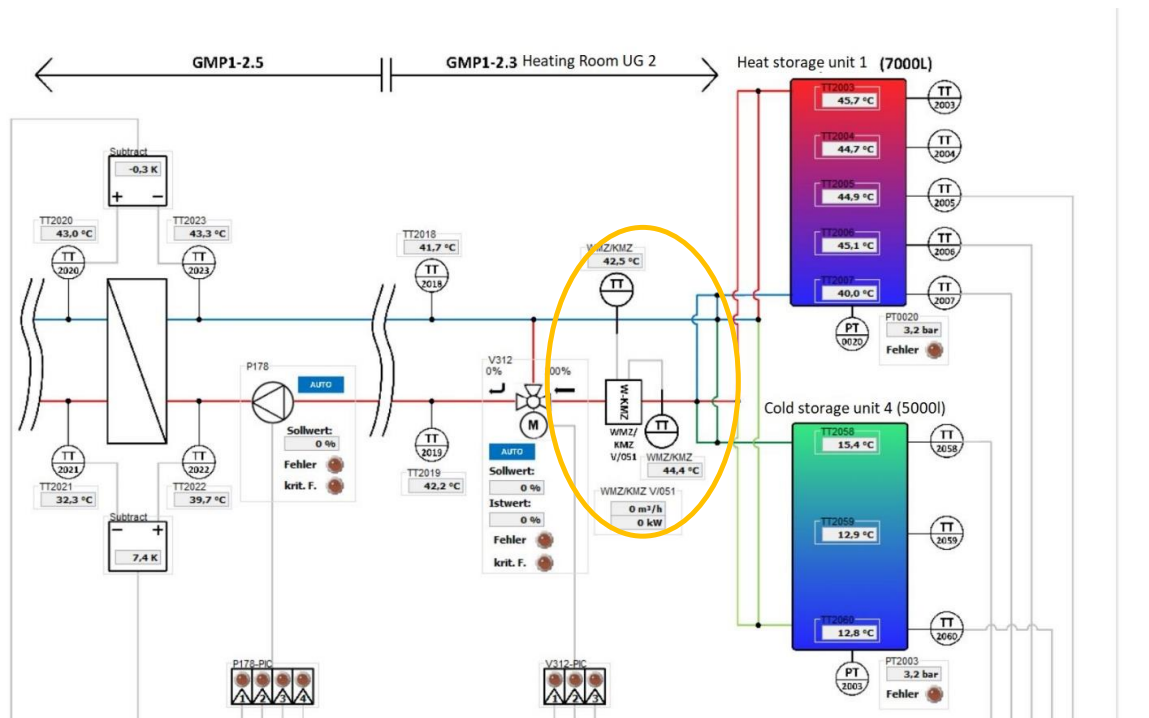 GMP1-2.5
GMP1-2.3 Heating Room UG 2
Heat storage unit 1 (7000L)
TT2003
45,7 °C
TT
2003
TT2004
44,7 °C
TT
2004
TT2005
44,9 °C
TT
2005
TT2006
45,1 °C
TT
2006
TT2007
40,0 °C
TT
2007
PT
0020
PT0020
3,2 bar
Fehler
Subtract
-0,3 K
+ −
TT2020
43,0 °C
TT
2020
TT2023
43,3 °C
TT
2023
TT2018
41,7 °C
TT
2018
WMZ/KMZ
42,5 °C
TT
P178
AUTO
Sollwert:
0 %
Fehler
krit. F.
V312
0%
00%
M
AUTO
Sollwert:
0 %
Istwert:
0 %
Fehler
krit. F.
W-KMZ
WMZ/
KMZ
V/051
TT
WMZ/KMZ
44,4 °C
WMZ/KMZ V/051
0 m³/h
0 kW
TT
2021
TT2021
32,3 °C
TT
2022
TT2022
39,7 °C
TT
2019
TT2019
42,2 °C
Subtract
− +
7,4 K
Cold storage unit 4 (5000l)
TT2058
15,4 °C
TT
2058
TT2059
12,9 °C
TT
2059
TT2060
12,8 °C
TT
2060
PT
2003
PT2003
3,2 bar
Fehler
P178-PIC
1 2 3 4
V312-PIC
1 2 3